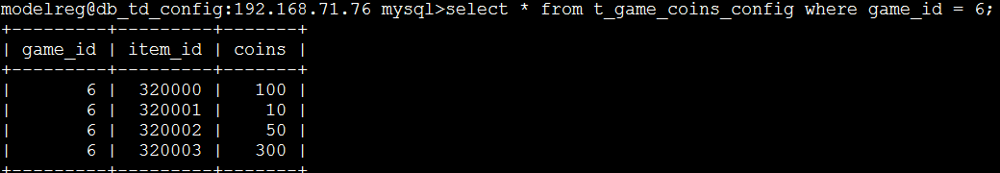 modelreg@db_td_config:192.168.71.76 mysql>select * from t_game_coins_config where game_id = 6;
+---------+---------+-------+
| game_id | item_id | coins |
+---------+---------+-------+
|       6 |  320000 |   100 |
|       6 |  320001 |    10 |
|       6 |  320002 |    50 |
|       6 |  320003 |   300 |
+---------+---------+-------+